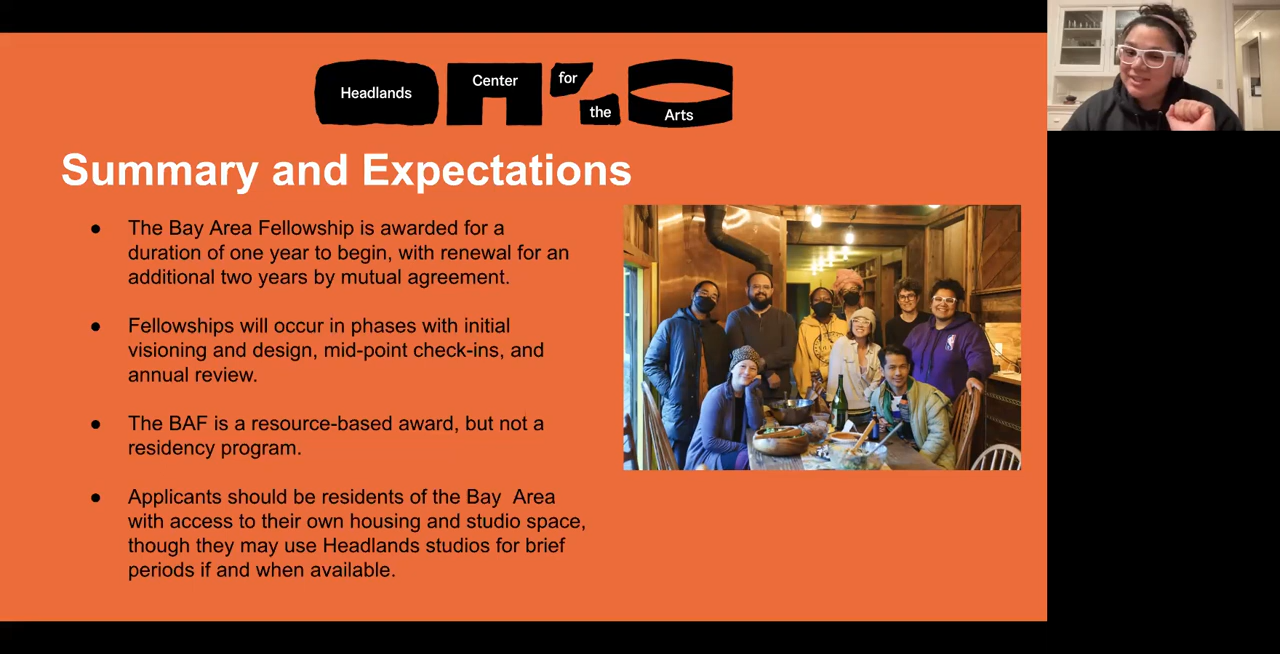 Headlands Center for the Arts
Summary and Expectations
● The Bay Area Fellowship is awarded for a
duration of one year to begin, with renewal for an
additional two years by mutual agreement.
● Fellowships will occur in phases with initial
visioning and design, mid-point check-ins, and
annual review.
● The BAF is a resource-based award, but not a
residency program.
● Applicants should be residents of the Bay  Area
with access to their own housing and studio space,
though they may use Headlands studios for brief
periods if and when available.